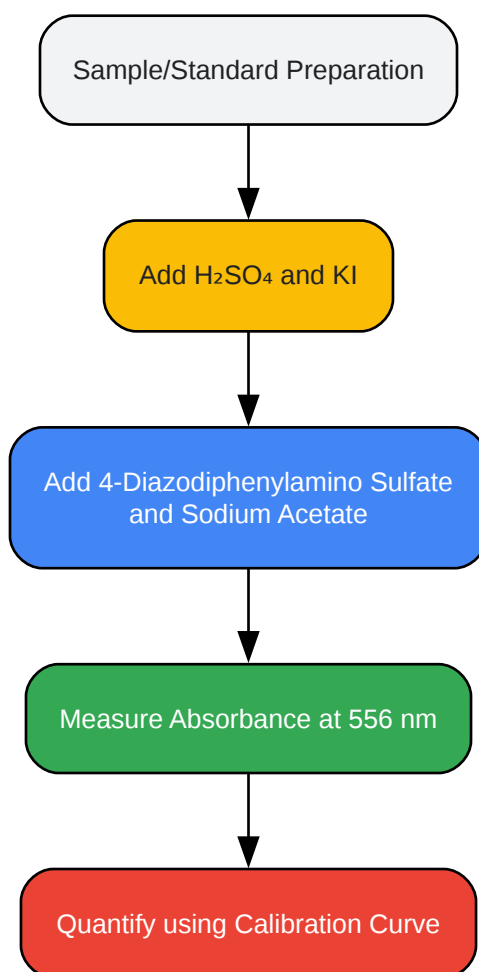 Sample/Standard Preparation
Add H₂SO₄ and KI
Add 4-Diazodiphenylamino Sulfate
and Sodium Acetate
Measure Absorbance at 556 nm
Quantify using Calibration Curve